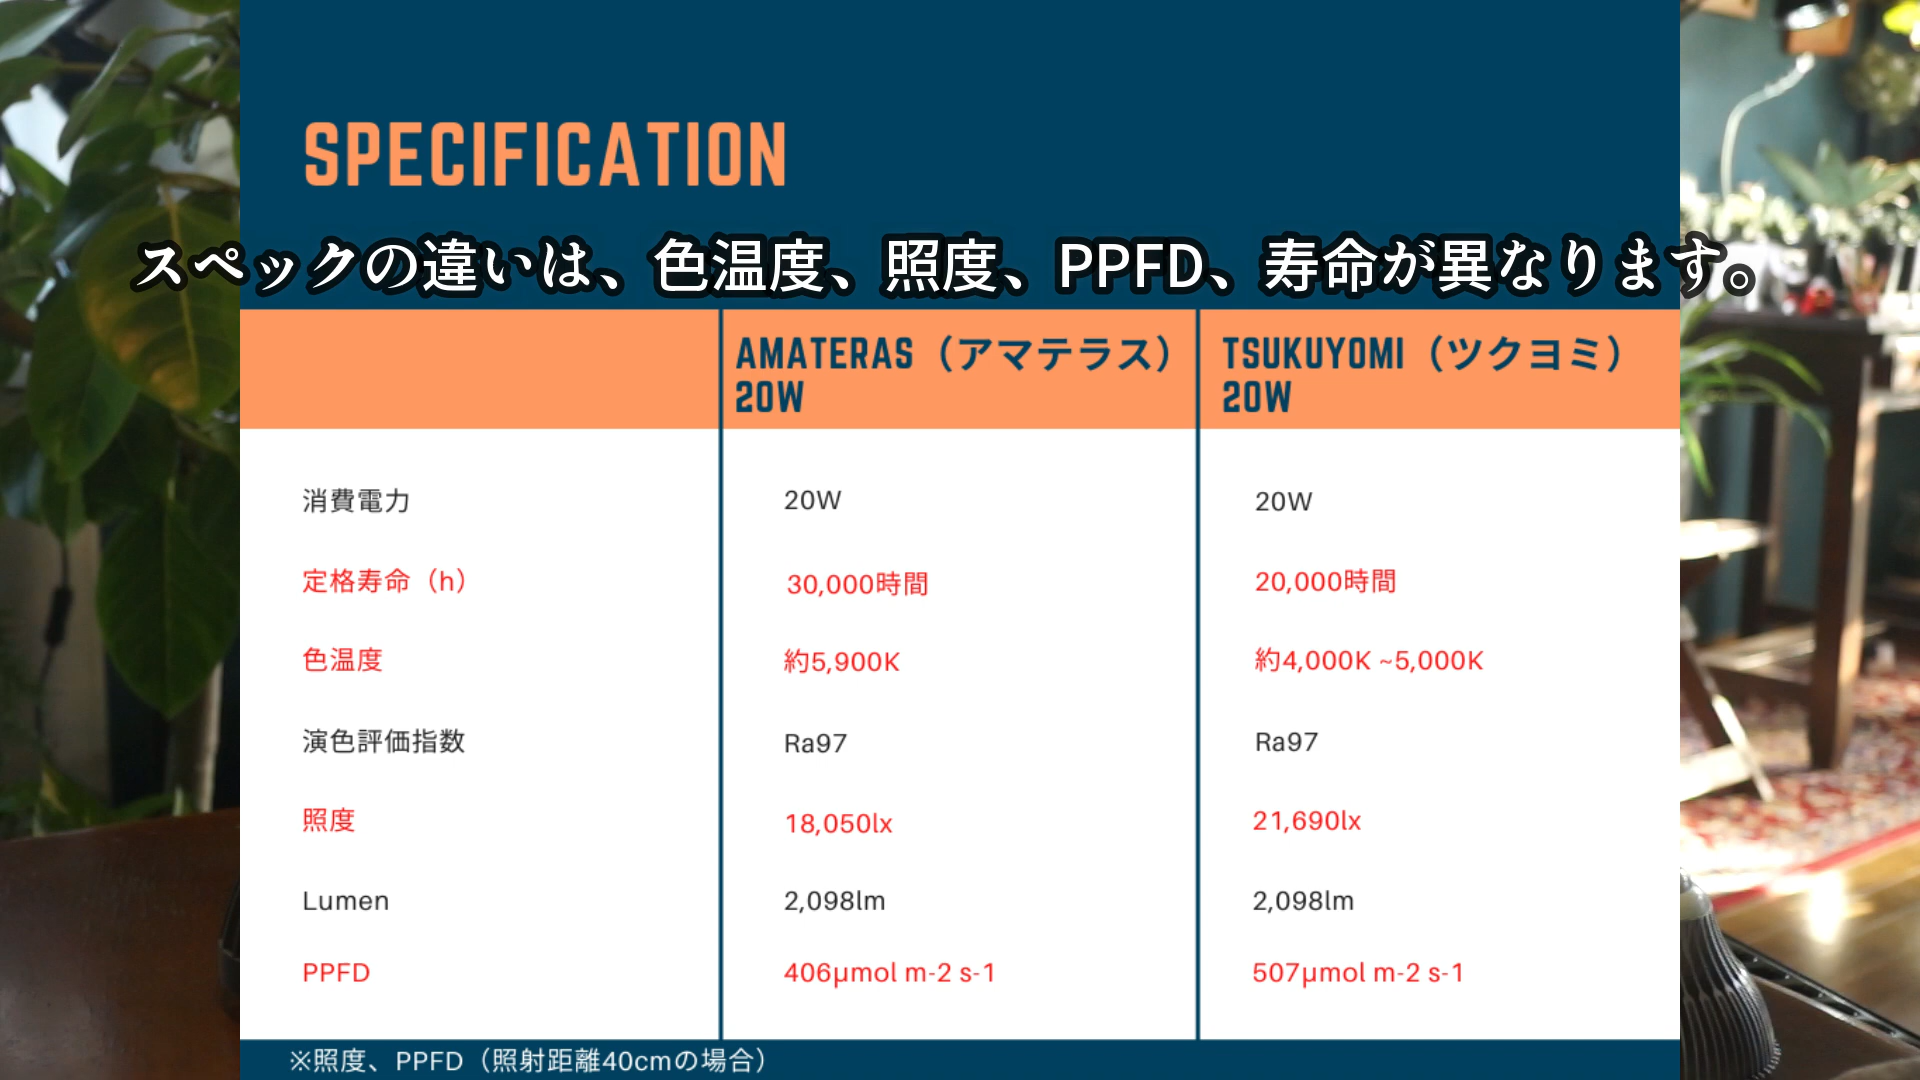 SPECIFICATION
スペックの違いは、色温度、照度、PPFD、寿命が異なります。
AMATERAS（アマテラス）
20W
TSUKUYOMI（ツクヨミ）
20W
消費電力 20W 20W
定格寿命（h） 30,000時間 20,000時間
色温度 約5,900K 約4,000K ~5,000K
演色評価指数 Ra97 Ra97
照度 18,050lx 21,690lx
Lumen 2,098lm 2,098lm
PPFD 406μmol m-2 s-1 507μmol m-2 s-1
※照度、PPFD（照射距離40cmの場合）